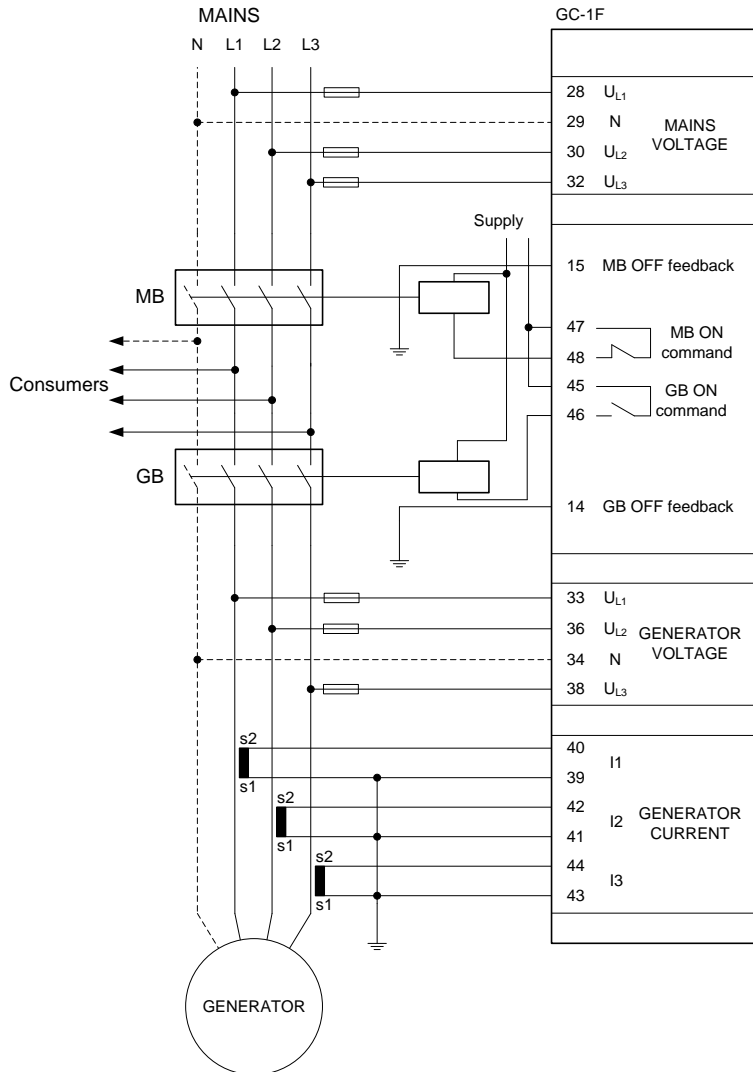 MAINS
GC-1F
N L1 L2 L3
28 UL1
29 N
30 UL2
32 UL3
MAINS
VOLTAGE
Supply
15 MB OFF feedback
MB
47
48
MB ON
command
45
46
GB ON
command
Consumers
GB
14 GB OFF feedback
33 UL1
36 UL2
34 N
38 UL3
GENERATOR
VOLTAGE
s2
s1
s2
s1
s2
s1
40
39
I1
42
41
I2
44
43
I3
GENERATOR
CURRENT
GENERATOR